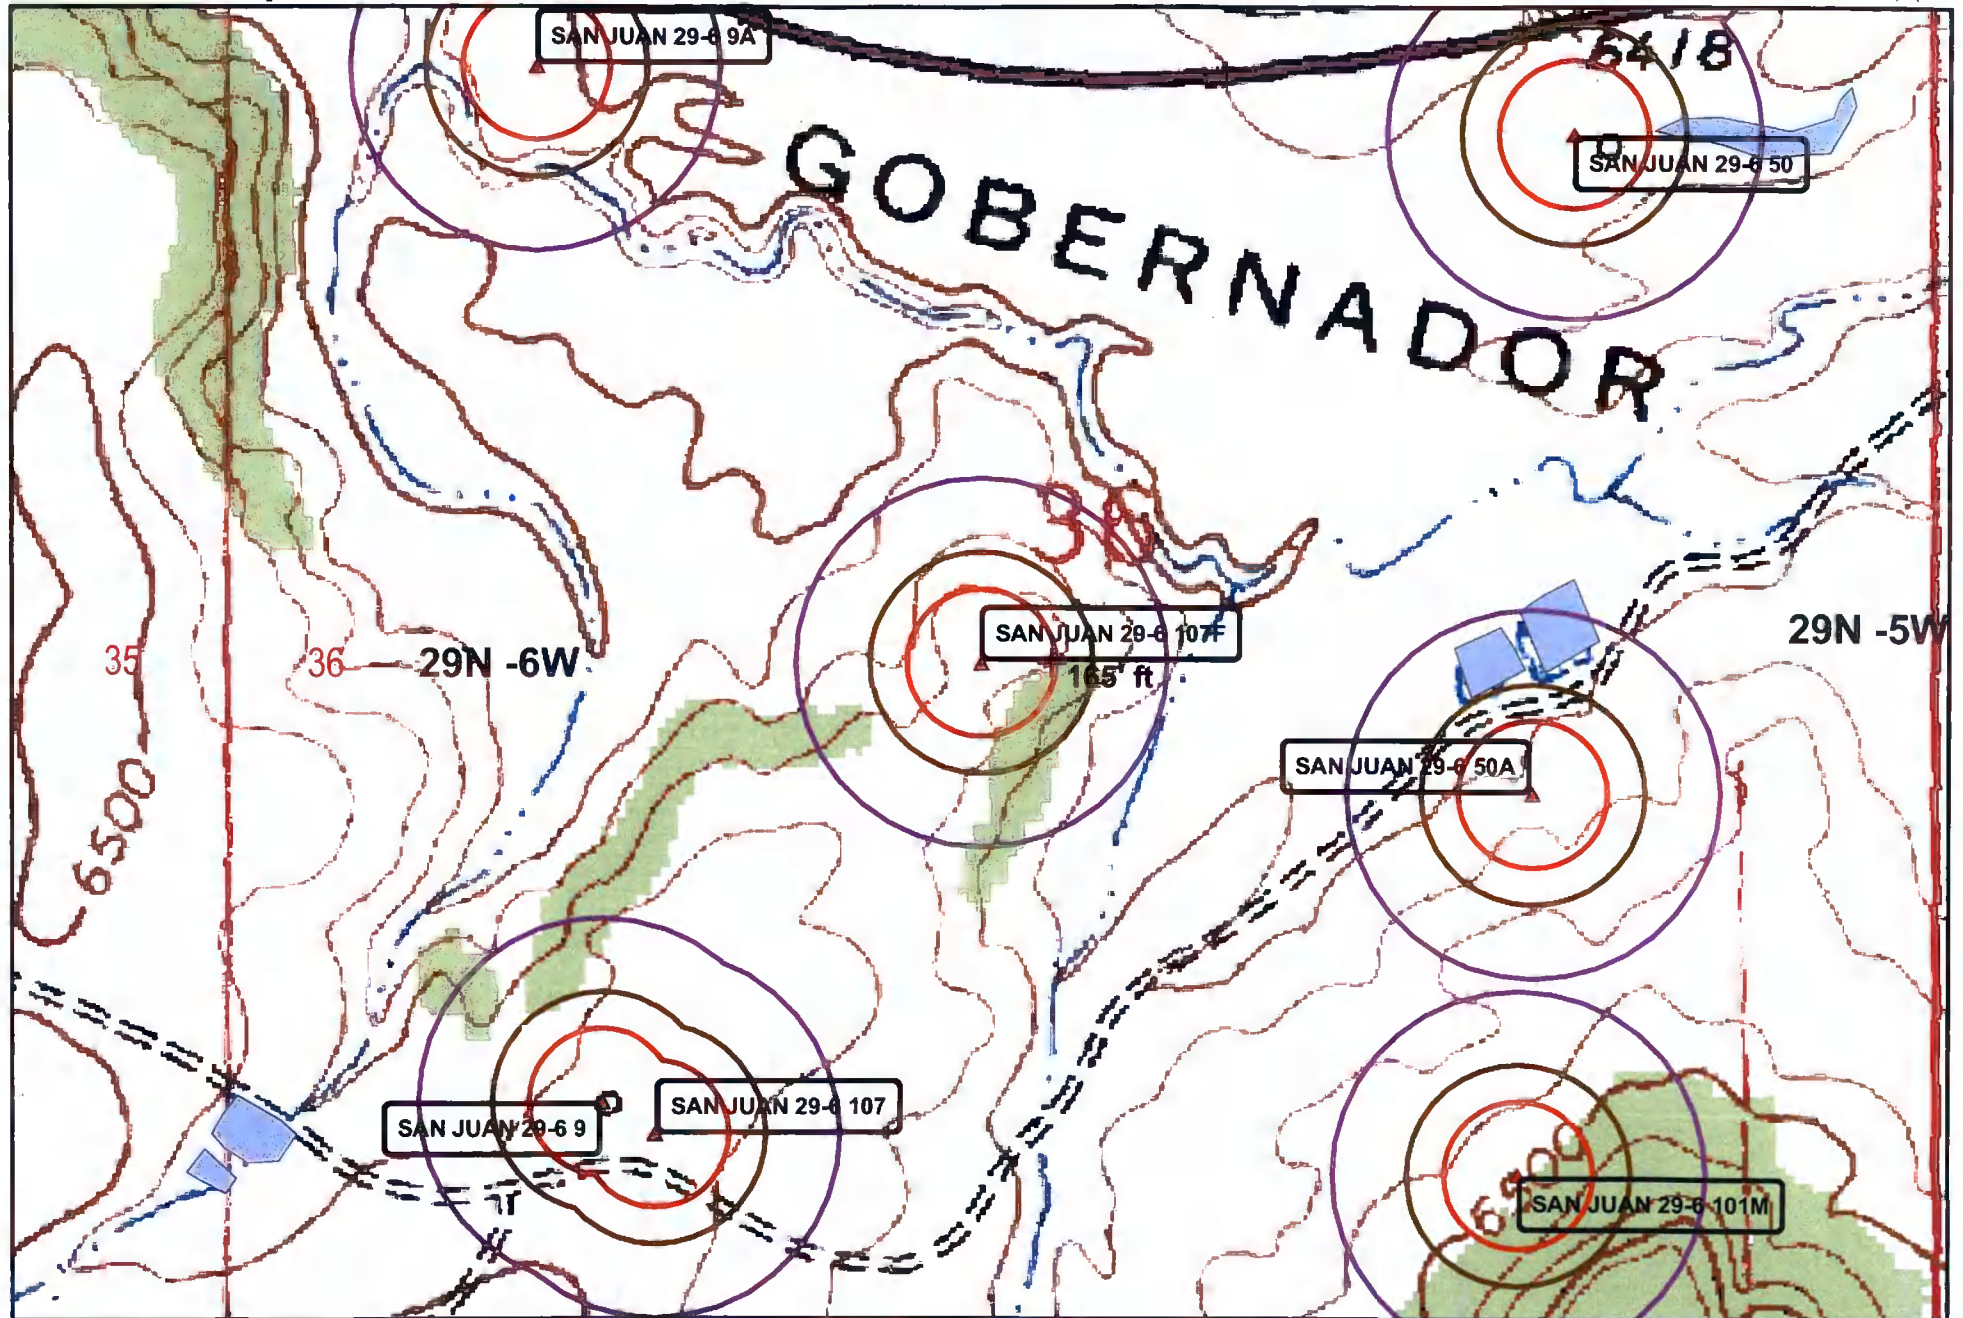 SAN JUAN 29-6 9A
6418
SAN JUAN 29-6 50
GOBERNADOR
36
SAN JUAN 29-6 107F
165' ft
35
36
29N -6W
29N -5W
SAN JUAN 29-6 50A
6500
SAN JUAN 29-6 107
SAN JUAN 29-6 9
SAN JUAN 29-6 101M